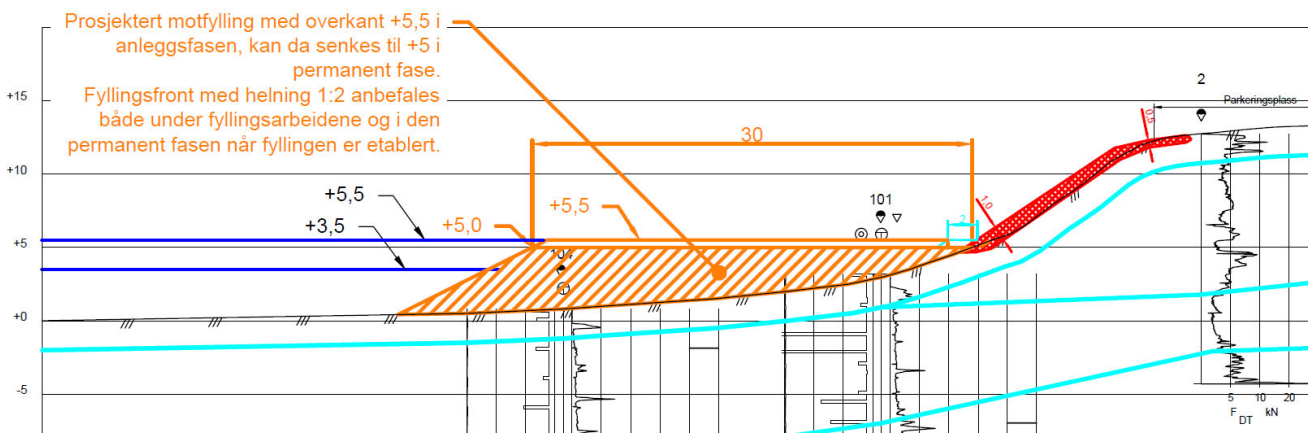 Prosjektert motfylling med overkant +5,5 i
anleggsfasen, kan da senkes til +5 i
permanent fase.
Fyllingsfront med helning 1:2 anbefales
både under fyllingsarbeidene og i den
permanent fasen når fyllingen er etablert.
2
Parkeringsplass
+15
0.5
30
+10
+5,5
+3,5
+5,0
+5,5
101
2
1.0
+5
104
+0
-5
5 10 20
F DT kN